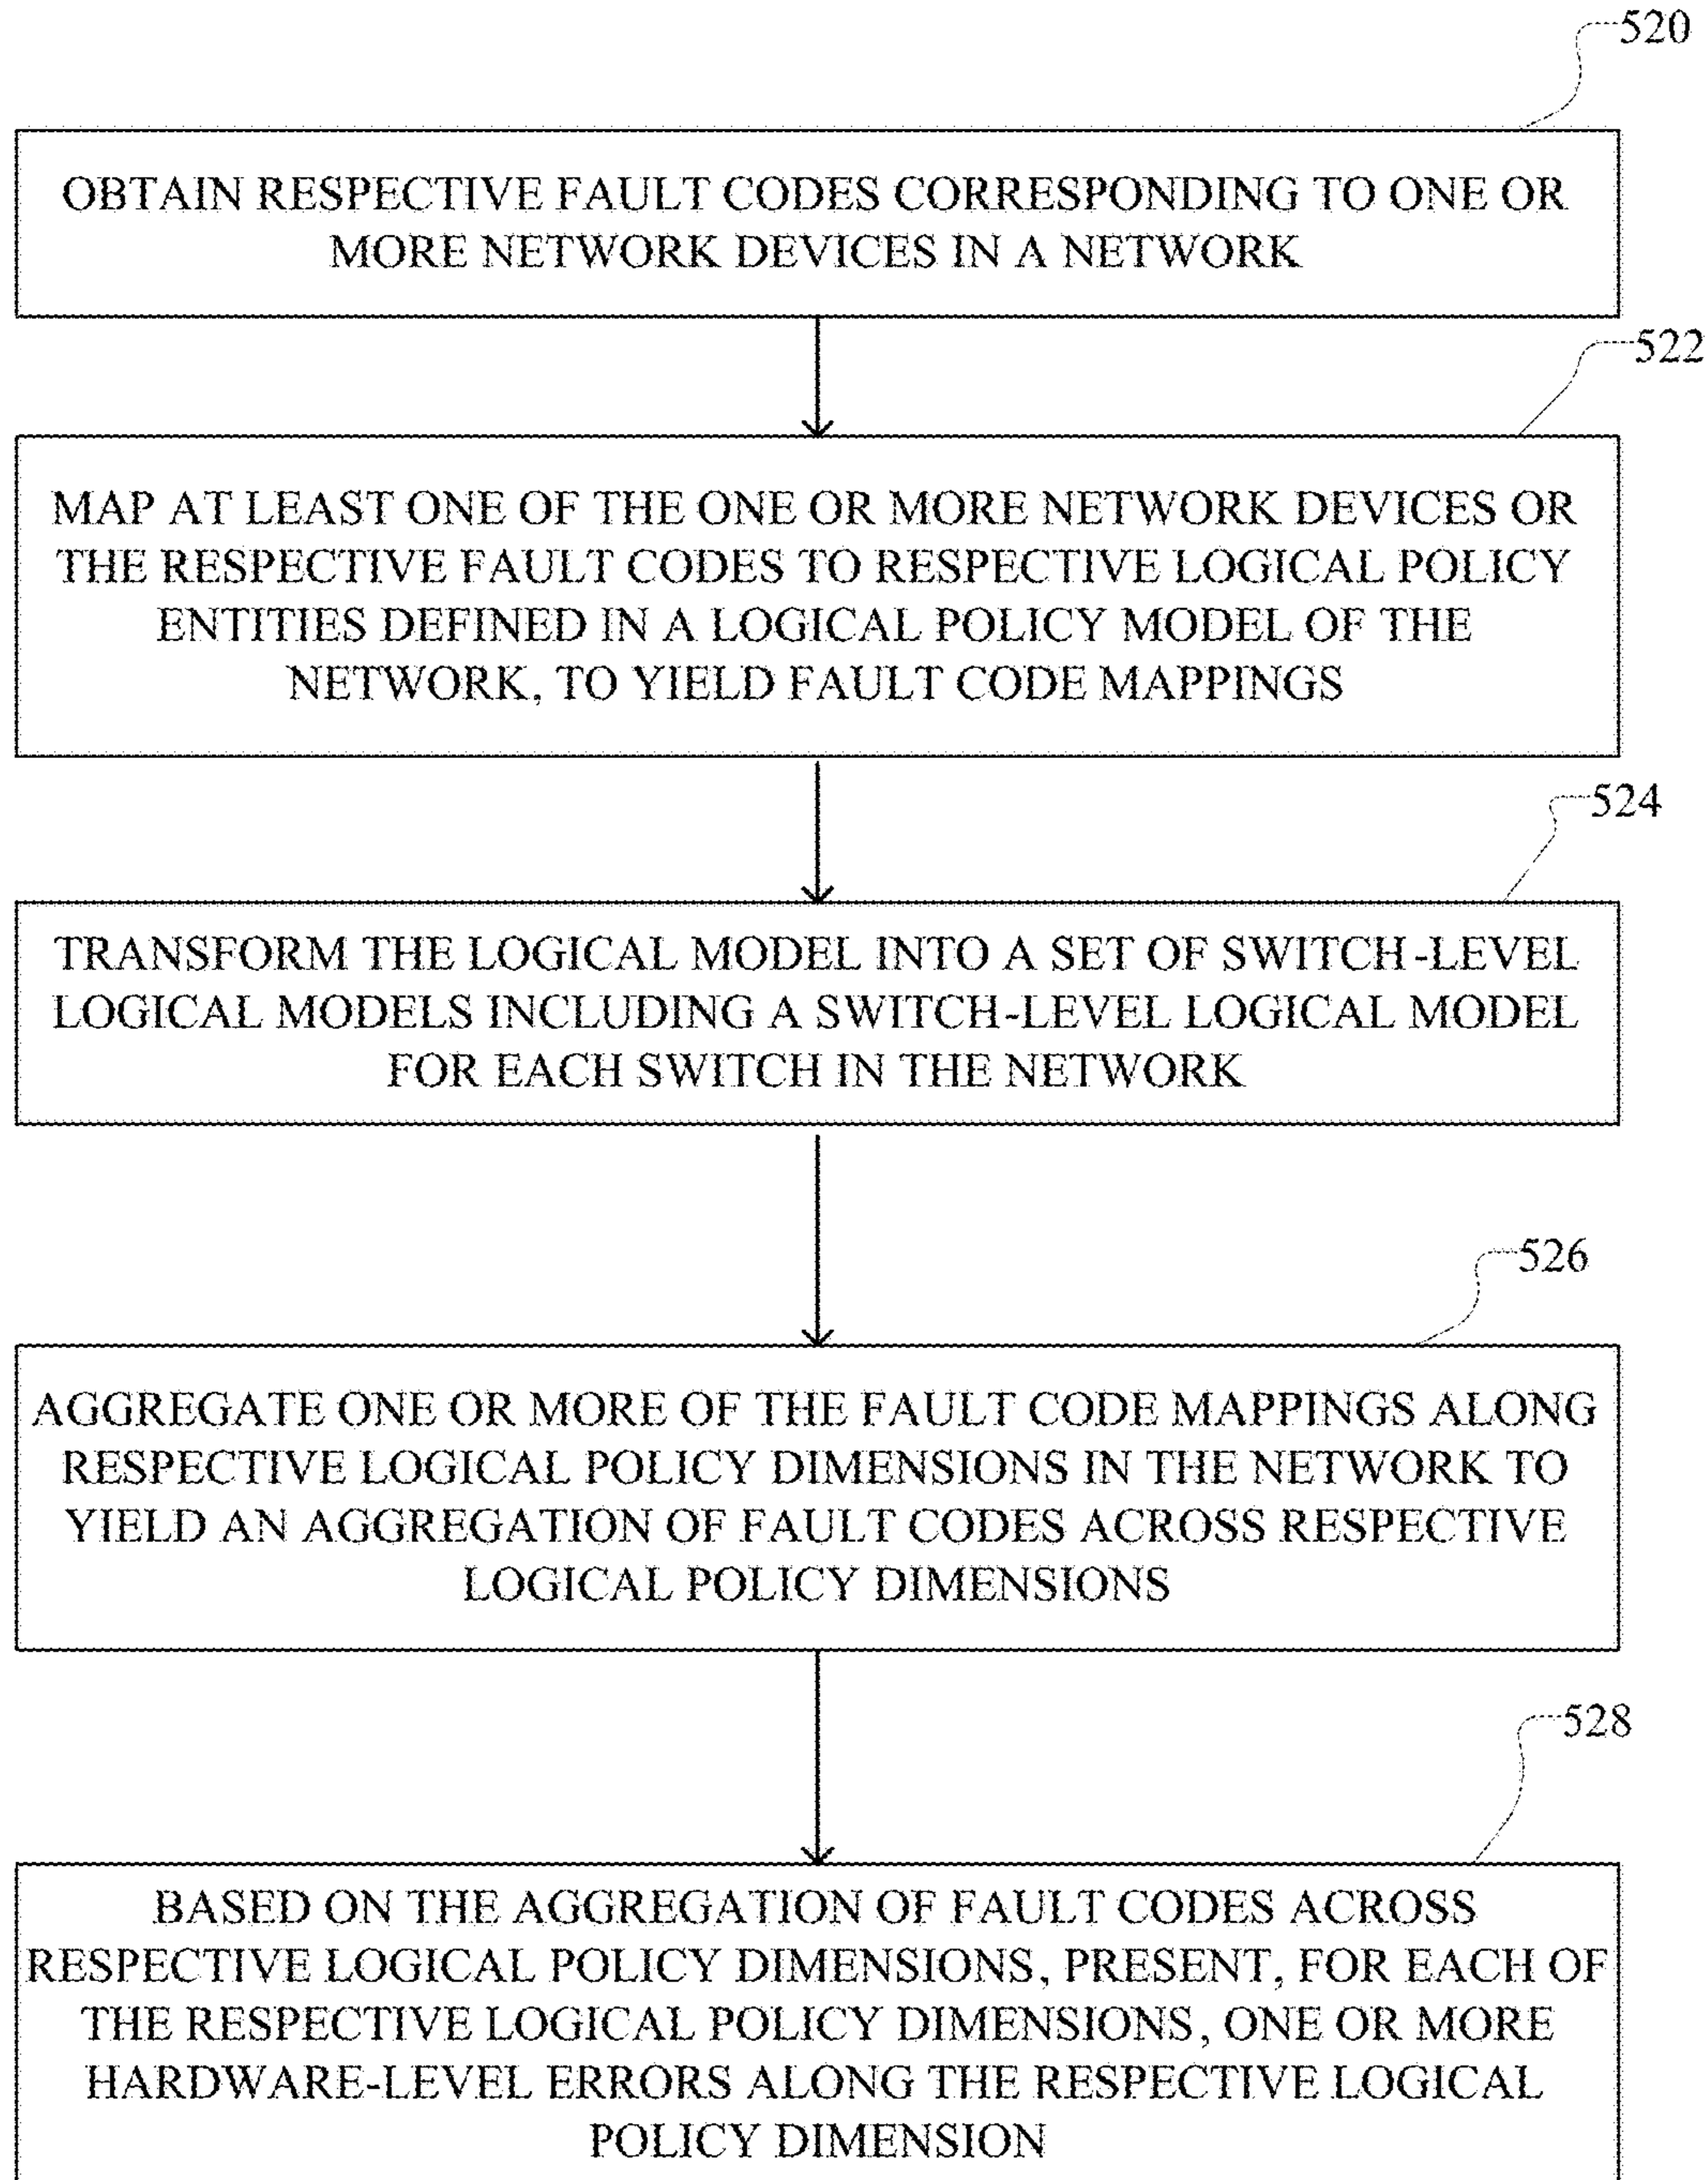 520
OBTAIN RESPECTIVE FAULT CODES CORRESPONDING TO ONE OR
MORE NETWORK DEVICES IN A NETWORK
522
MAP AT LEAST ONE OF THE ONE OR MORE NETWORK DEVICES OR
THE RESPECTIVE FAULT CODES TO RESPECTIVE LOGICAL POLICY
ENTITIES DEFINED IN A LOGICAL POLICY MODEL OF THE
NETWORK, TO YIELD FAULT CODE MAPPINGS
524
TRANSFORM THE LOGICAL MODEL INTO A SET OF SWITCH-LEVEL
LOGICAL MODELS INCLUDING A SWITCH-LEVEL LOGICAL MODEL
FOR EACH SWITCH IN THE NETWORK
526
AGGREGATE ONE OR MORE OF THE FAULT CODE MAPPINGS ALONG
RESPECTIVE LOGICAL POLICY DIMENSIONS IN THE NETWORK TO
YIELD AN AGGREGATION OF FAULT CODES ACROSS RESPECTIVE
LOGICAL POLICY DIMENSIONS
528
BASED ON THE AGGREGATION OF FAULT CODES ACROSS
RESPECTIVE LOGICAL POLICY DIMENSIONS, PRESENT, FOR EACH OF
THE RESPECTIVE LOGICAL POLICY DIMENSIONS, ONE OR MORE
HARDWARE-LEVEL ERRORS ALONG THE RESPECTIVE LOGICAL
POLICY DIMENSION